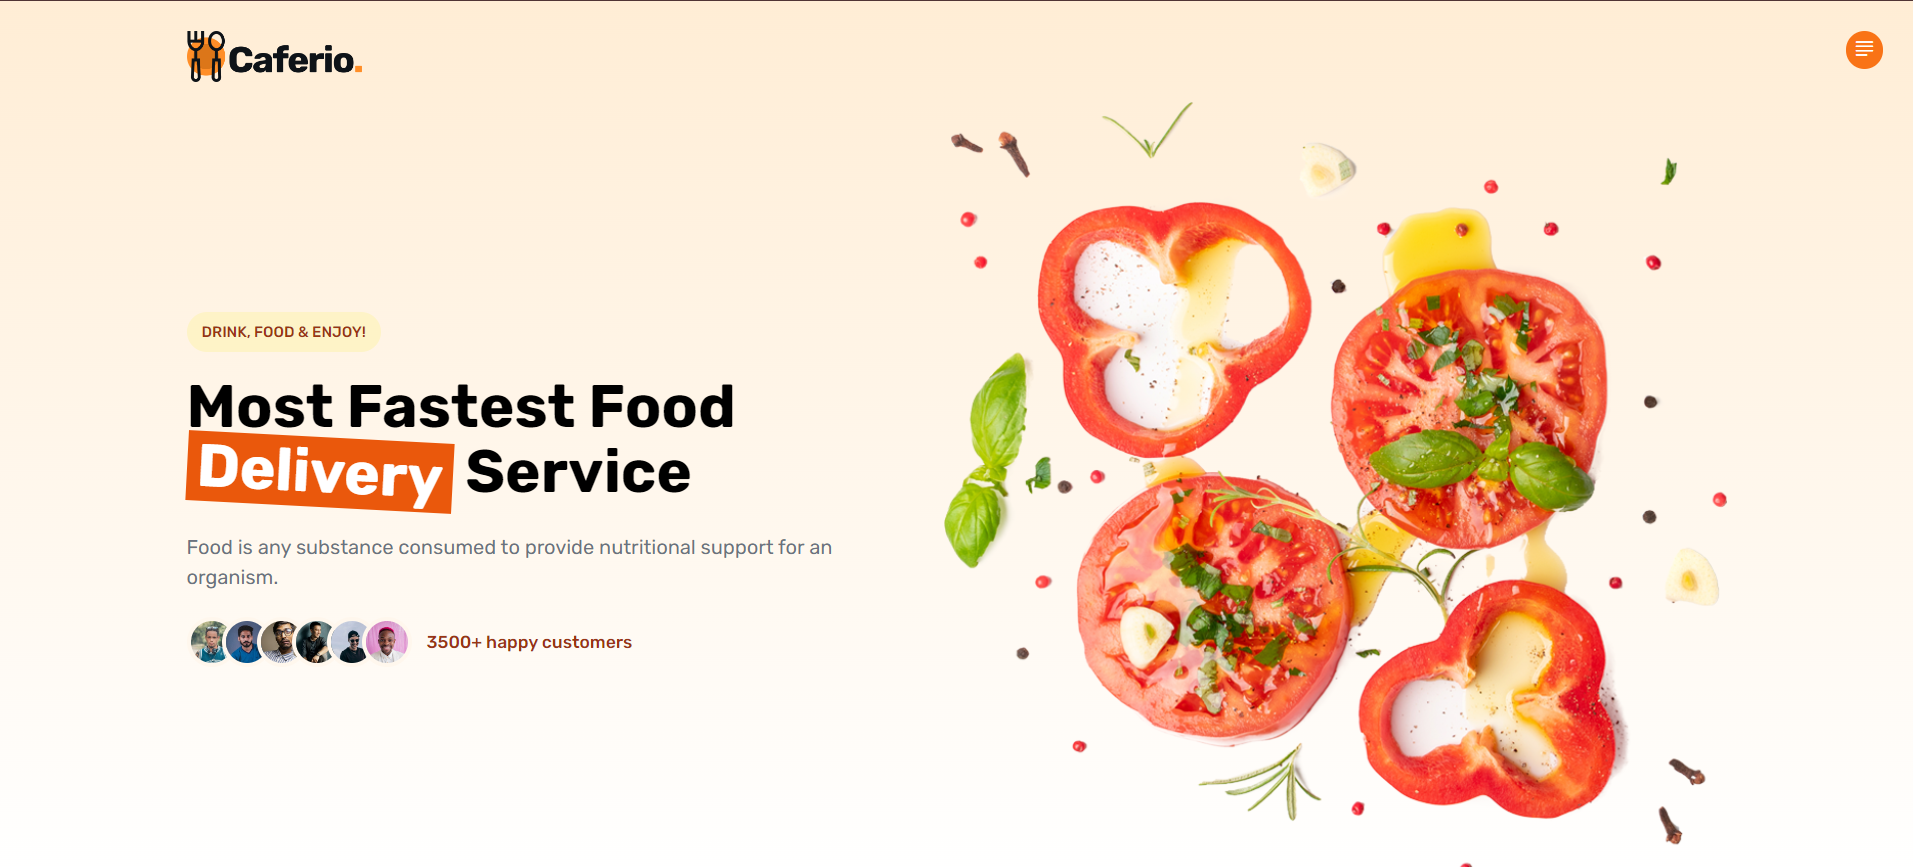 Caferio.
DRINK, FOOD & ENJOY!
Most Fastest Food
Delivery Service
Food is any substance consumed to provide nutritional support for an
organism.
3500+ happy customers